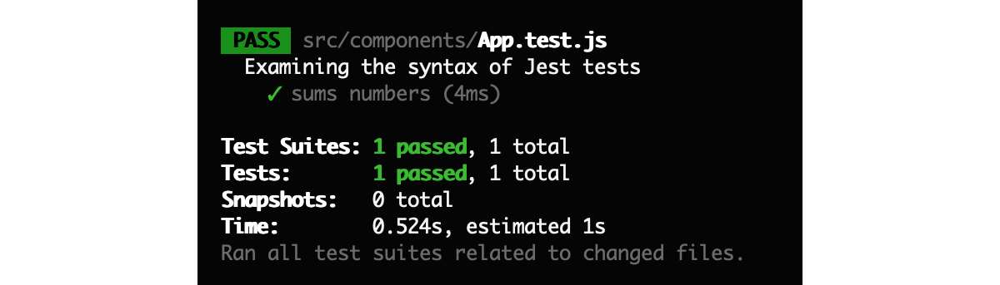 PASS src/components/App.test.js
Examining the syntax of Jest tests
✓ sums numbers (4ms)
Test Suites: 1 passed, 1 total
Tests: 1 passed, 1 total
Snapshots: 0 total
Time: 0.524s, estimated 1s
Ran all test suites related to changed files.